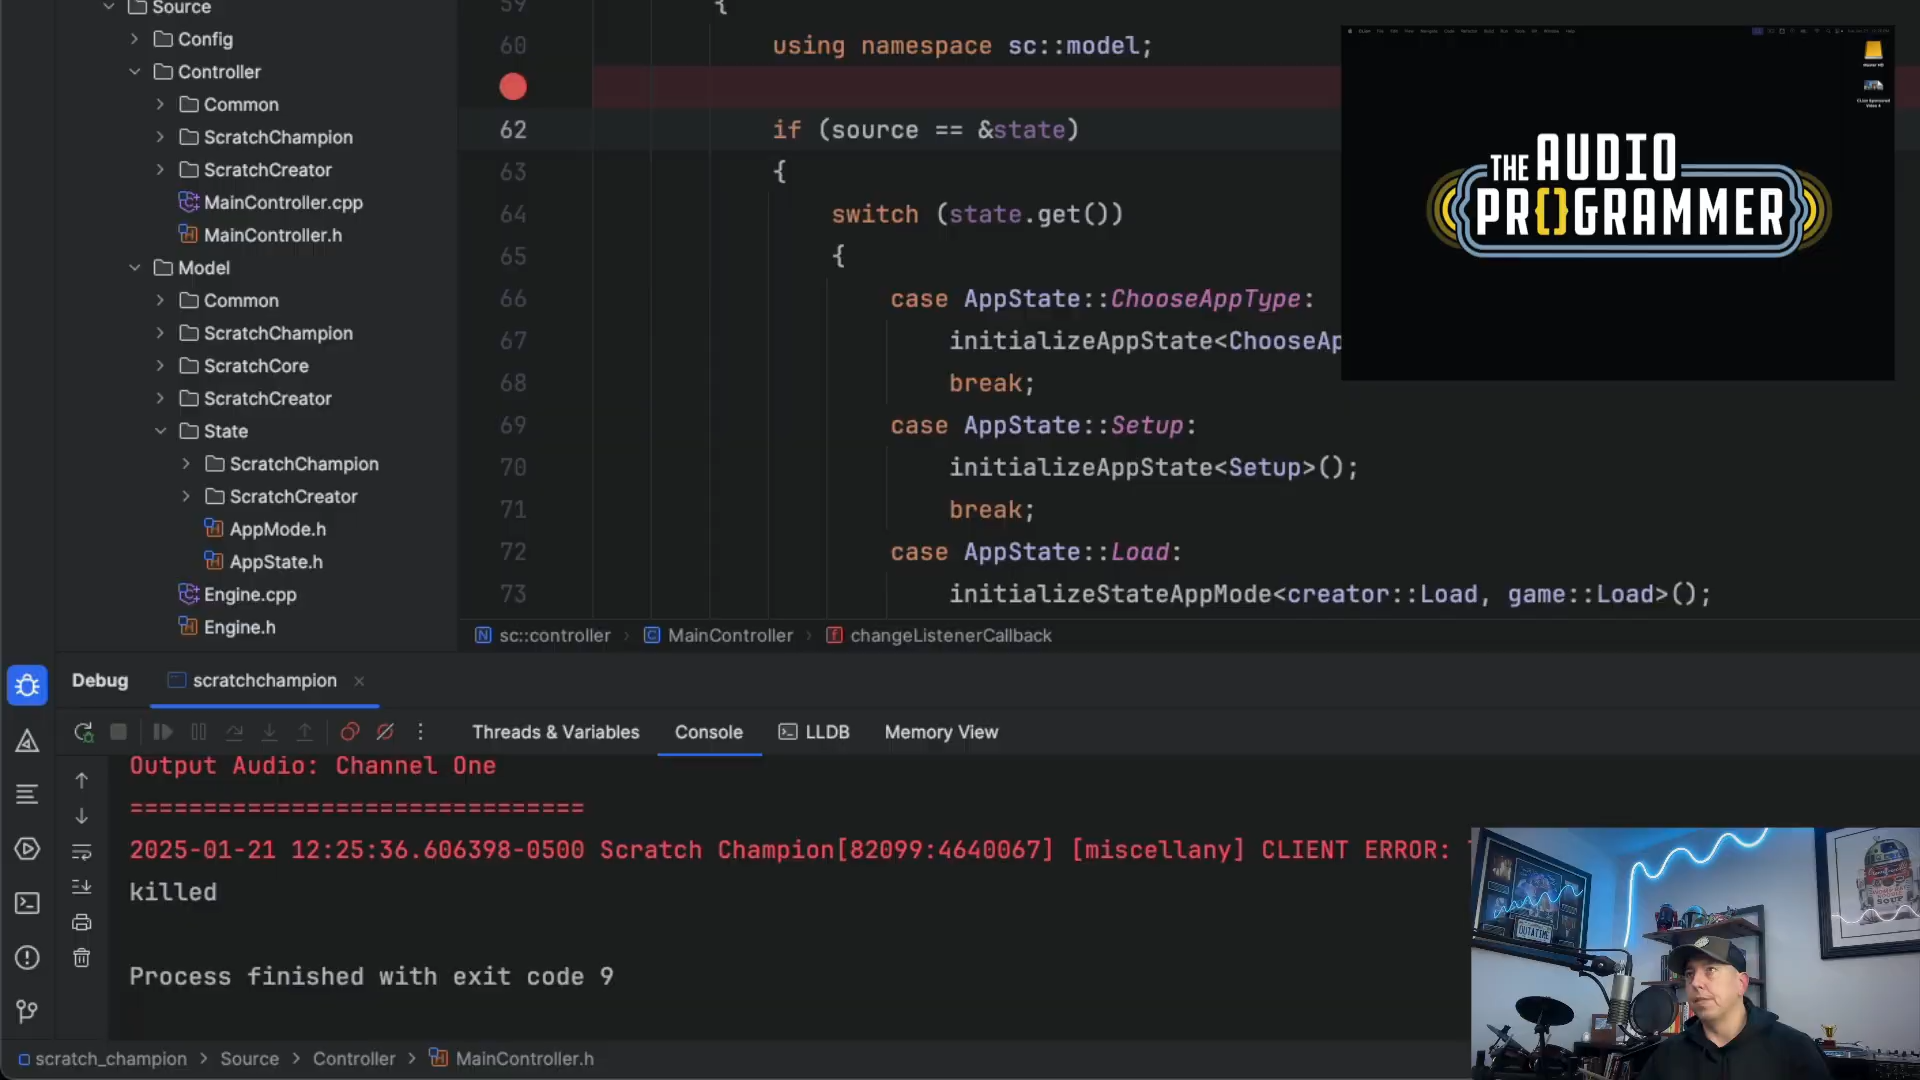 Source
Config
Controller
Common
ScratchChampion
ScratchCreator
MainController.cpp
MainController.h
Model
Common
ScratchChampion
ScratchCore
ScratchCreator
State
ScratchChampion
ScratchCreator
AppMode.h
AppState.h
Engine.cpp
Engine.h
59 {
60 using namespace sc::model;
62 if (source == &state)
63 {
64 switch (state.get())
65 {
66 case AppState::ChooseAppType:
67 initializeAppState<ChooseAp
68 break;
69 case AppState::Setup:
70 initializeAppState<Setup>();
71 break;
72 case AppState::Load:
73 initializeStateAppMode<creator::Load, game::Load>();
THE AUDIO
PR{}GRAMMER
sc::controller MainController changeListenerCallback
Debug scratchchampion
Threads & Variables Console LLDB Memory View
Output Audio: Channel One
===============================
2025-01-21 12:25:36.606398-0500 Scratch Champion[82099:4640067] [miscellany] CLIENT ERROR:
killed
Process finished with exit code 9
OUTATIME
SOUP
scratch_champion > Source > Controller > MainController.h